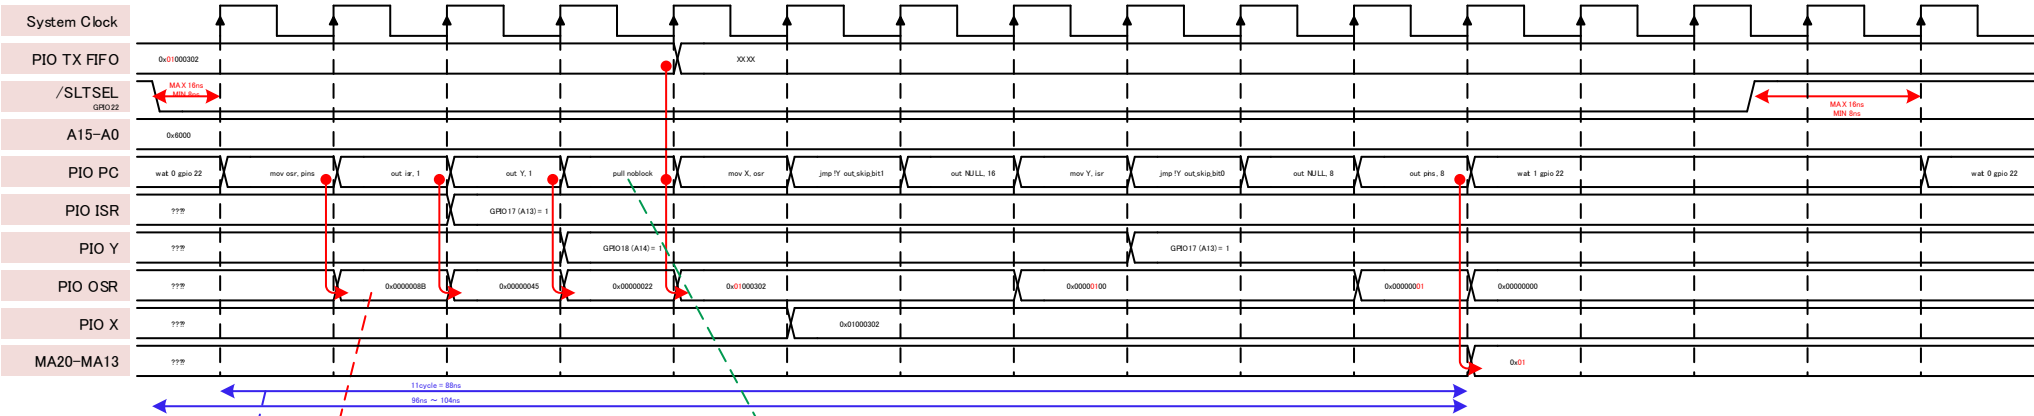 System Clock
PIO TX FIFO
0x01000302
XXXX
/SLTSEL
GPIO22
MAX 16ns
MIN 8ns
MAX 16ns
MIN 8ns
A15-A0
0x6000
PIO PC
wait 0 gpio 22
mov osr, pins
out isr, 1
out Y, 1
pull noblock
mov X, osr
jmp !Y out_skip_bit1
out NULL, 16
mov Y, isr
jmp !Y out_skip_bit0
out NULL, 8
out pins, 8
wait 1 gpio 22
wait 0 gpio 22
PIO ISR
????
GPIO17 (A13) = 1
PIO Y
????
GPIO18 (A14) = 1
GPIO17 (A13) = 1
PIO OSR
????
0x0000008B
0x00000045
0x00000022
0x01000302
0x00000100
0x00000001
0x00000000
PIO X
????
0x01000302
MA20-MA13
????
0x01
11cycle = 88ns
96ns ～ 104ns